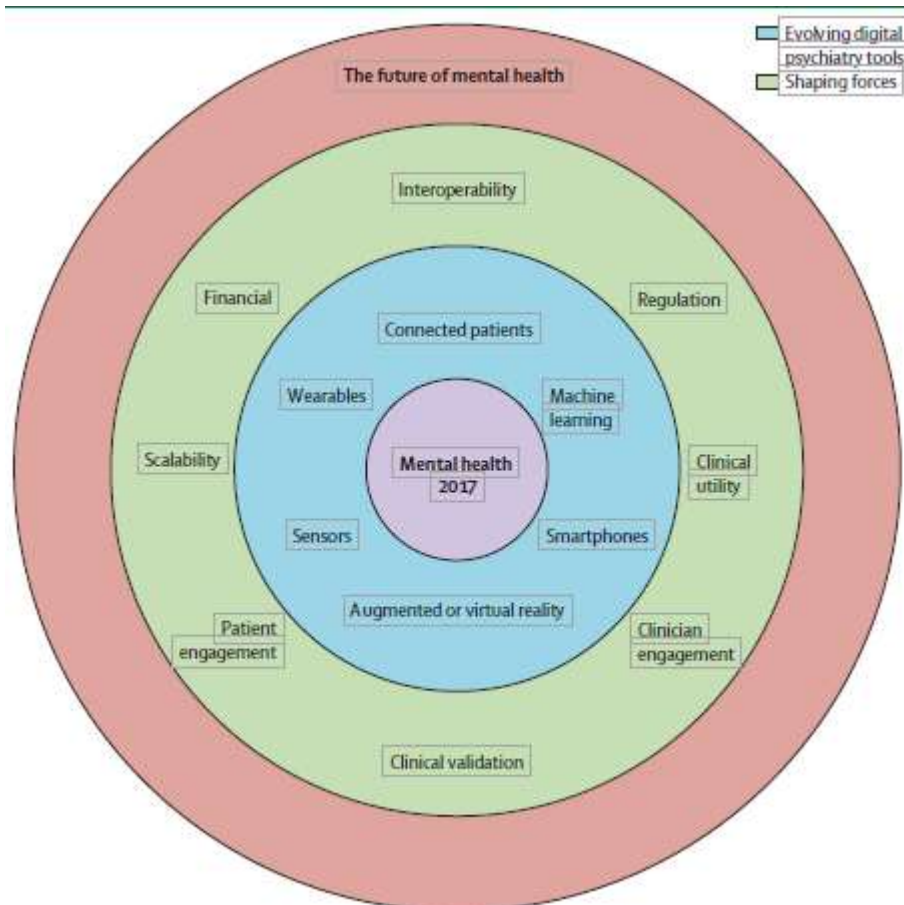 Evolving digital
psychiatry tools
Shaping forces
The future of mental health
Interoperability
Financial
Regulation
Connected patients
Wearables
Machine
learning
Scalability
Mental health
2017
Clinical
utility
Sensors
Smartphones
Augmented or virtual reality
Patient
engagement
Clinician
engagement
Clinical validation